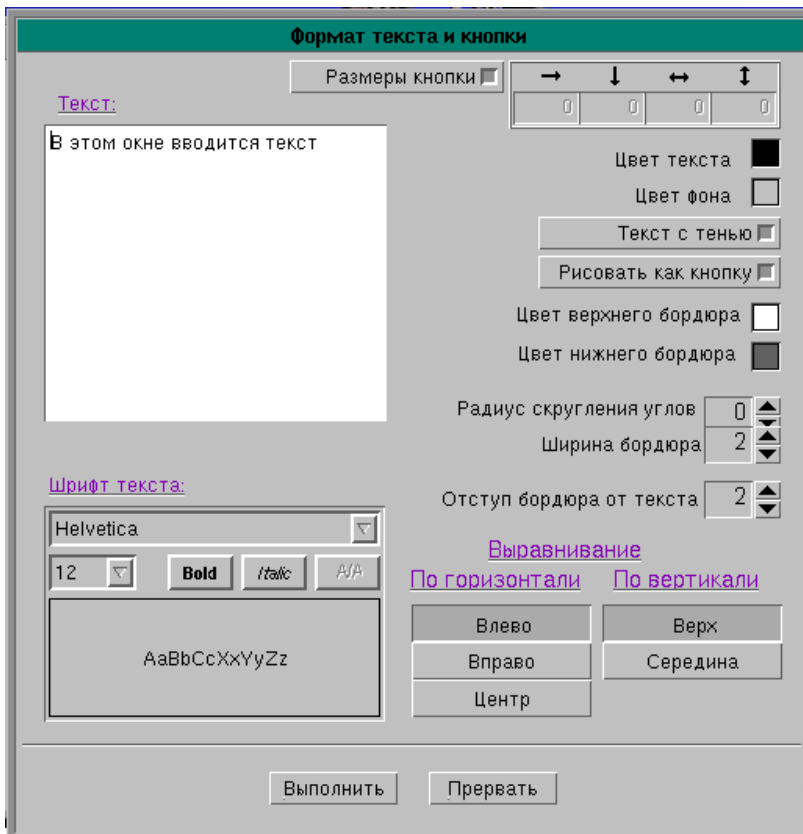 Формат текста и кнопки
Размеры кнопки
0 0 0 0
Текст:
В этом окне вводится текст
Цвет текста
Цвет фона
Текст с тенью
Рисовать как кнопку
Цвет верхнего бордюра
Цвет нижнего бордюра
Радиус скругления углов 0
Ширина бордюра 2
Шрифт текста:
Отступ бордюра от текста 2
Helvetica
12 Bold Italic A/A
AaBbCcXxYyZz
Выравнивание
По горизонтали По вертикали
Влево Верх
Вправо Середина
Центр
Выполнить Прервать